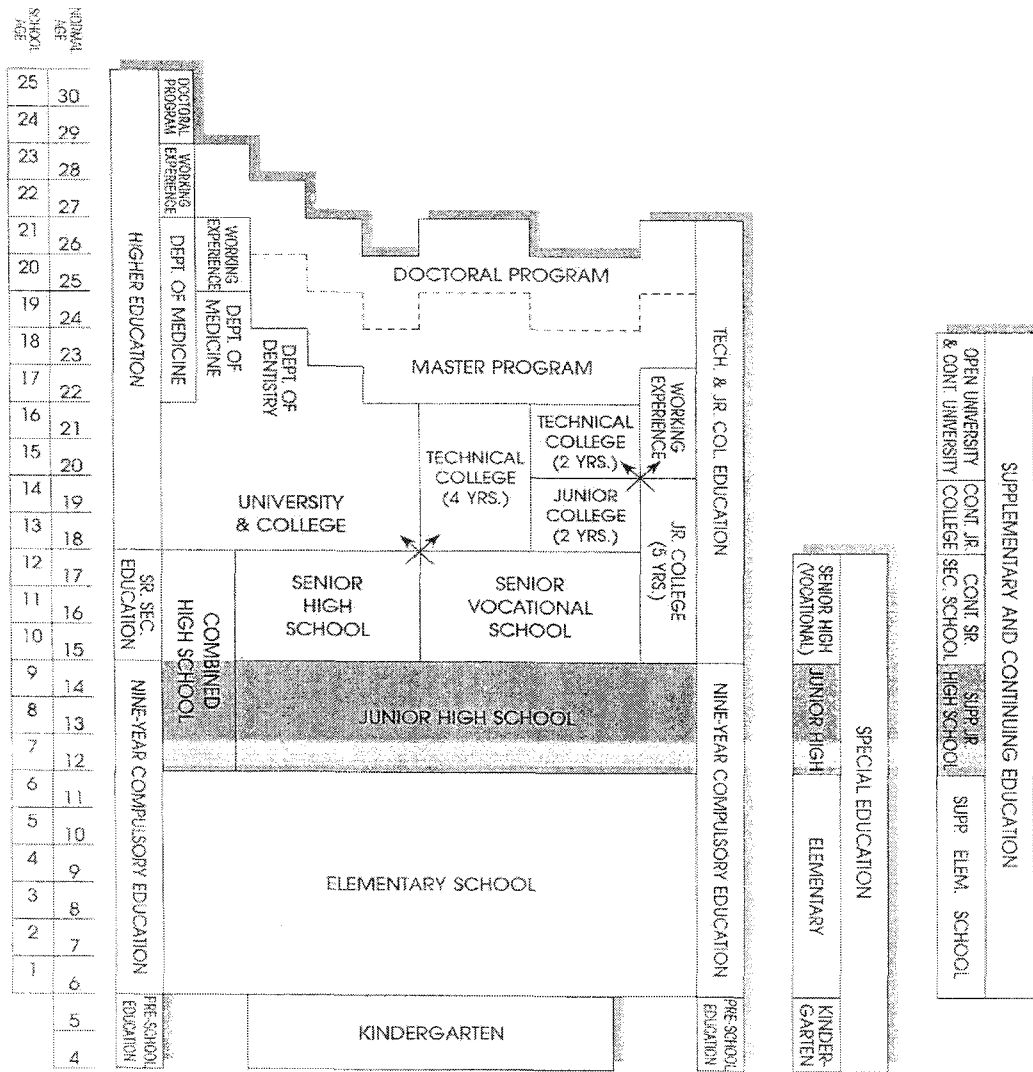 SCHOOL
AGE
NORMAL
AGE
25
24
23
22
21
20
19
18
17
16
15
14
13
12
11
10
9
8
7
6
5
4
3
2
1
30
29
28
27
26
25
24
23
22
21
20
19
18
17
16
15
14
13
12
11
10
9
8
7
6
5
4
HIGHER EDUCATION
SR. SEC.
EDUCATION
NINE-YEAR COMPULSORY EDUCATION
PRE-SCHOOL
EDUCATION
DOCTORAL
PROGRAM
WORKING
EXPERIENCE
DEPT. OF MEDICINE
WORKING
EXPERIENCE
DEPT. OF
MEDICINE
DEPT. OF
DENTISTRY
DOCTORAL PROGRAM
MASTER PROGRAM
UNIVERSITY
& COLLEGE
TECHNICAL
COLLEGE
(4 YRS.)
TECHNICAL
COLLEGE
(2 YRS.)
JUNIOR
COLLEGE
(2 YRS.)
WORKING
EXPERIENCE
JR. COLLEGE
(5 YRS.)
COMBINED
HIGH SCHOOL
SENIOR
HIGH
SCHOOL
SENIOR
VOCATIONAL
SCHOOL
JUNIOR HIGH SCHOOL
ELEMENTARY SCHOOL
KINDERGARTEN
TECH. & JR. COL. EDUCATION
NINE-YEAR COMPULSORY EDUCATION
PRE-SCHOOL
EDUCATION
SENIOR HIGH
(VOCATIONAL)
JUNIOR HIGH
ELEMENTARY
KINDER-
GARTEN
SPECIAL EDUCATION
OPEN UNIVERSITY
& CONT. UNIVERSITY
CONT. JR.
COLLEGE
CONT. SR.
SEC. SCHOOL
SUPP. JR
HIGH SCHOOL
SUPP. ELEM. SCHOOL
SUPPLEMENTARY AND CONTINUING EDUCATION